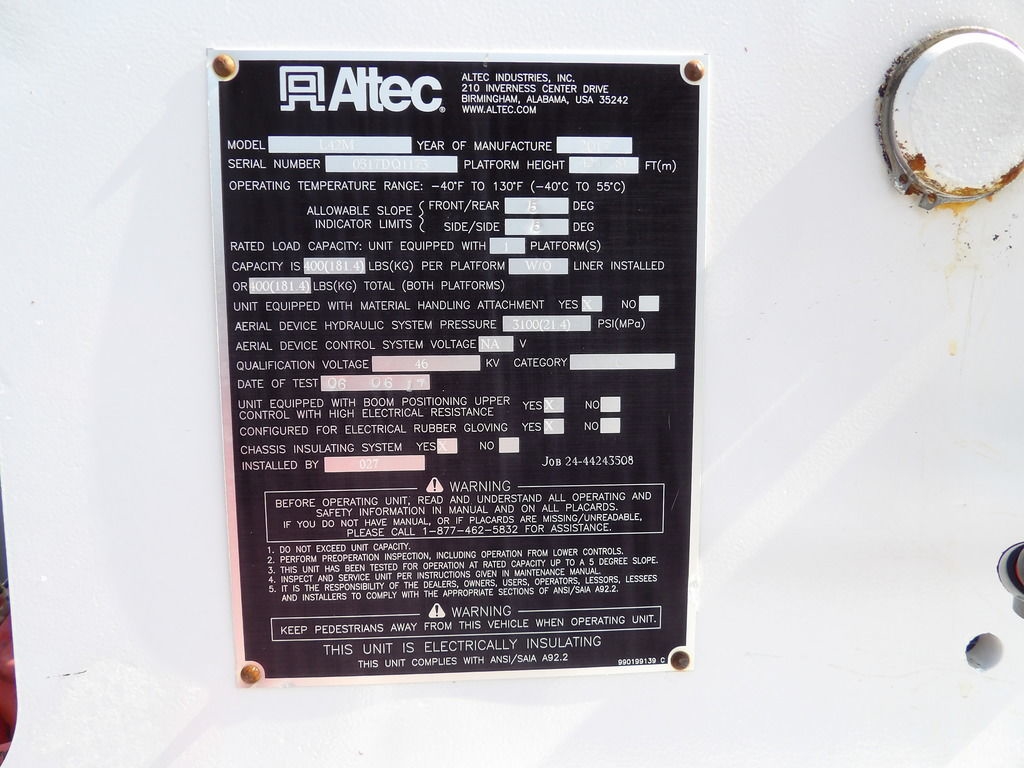 Altec®
ALTEC INDUSTRIES, INC.
210 INVERNESS CENTER DRIVE
BIRMINGHAM, ALABAMA, USA 35242
WWW.ALTEC.COM
MODEL L42M YEAR OF MANUFACTURE 2017
SERIAL NUMBER 0517DQ1173 PLATFORM HEIGHT FT(m)
OPERATING TEMPERATURE RANGE: -40°F TO 130°F (-40°C TO 55°C)
ALLOWABLE SLOPE INDICATOR LIMITS { FRONT/REAR 5 DEG
SIDE/SIDE 5 DEG
RATED LOAD CAPACITY: UNIT EQUIPPED WITH 1 PLATFORM(S)
CAPACITY IS 400(181.4) LBS(KG) PER PLATFORM W/O LINER INSTALLED
OR 400(181.4) LBS(KG) TOTAL (BOTH PLATFORMS)
UNIT EQUIPPED WITH MATERIAL HANDLING ATTACHMENT YES X NO
AERIAL DEVICE HYDRAULIC SYSTEM PRESSURE 3100(21.4) PSI(MPa)
AERIAL DEVICE CONTROL SYSTEM VOLTAGE NA V
QUALIFICATION VOLTAGE 46 KV CATEGORY
DATE OF TEST 06 06 17
UNIT EQUIPPED WITH BOOM POSITIONING UPPER
CONTROL WITH HIGH ELECTRICAL RESISTANCE YES X NO
CONFIGURED FOR ELECTRICAL RUBBER GLOVING YES X NO
CHASSIS INSULATING SYSTEM YES X NO
INSTALLED BY 027 JOB 24-44243508
WARNING
BEFORE OPERATING UNIT, READ AND UNDERSTAND ALL OPERATING AND
SAFETY INFORMATION IN MANUAL AND ON ALL PLACARDS.
IF YOU DO NOT HAVE MANUAL, OR IF PLACARDS ARE MISSING/UNREADABLE,
PLEASE CALL 1-877-462-5832 FOR ASSISTANCE.
1. DO NOT EXCEED UNIT CAPACITY.
2. PERFORM PREOPERATION INSPECTION, INCLUDING OPERATION FROM LOWER CONTROLS.
3. THIS UNIT HAS BEEN TESTED FOR OPERATION AT RATED CAPACITY UP TO A 5 DEGREE SLOPE.
4. INSPECT AND SERVICE UNIT PER INSTRUCTIONS GIVEN IN MAINTENANCE MANUAL.
5. IT IS THE RESPONSIBILITY OF THE DEALERS, OWNERS, USERS, OPERATORS, LESSORS, LESSEES
AND INSTALLERS TO COMPLY WITH THE APPROPRIATE SECTIONS OF ANSI/SAIA A92.2.
WARNING
KEEP PEDESTRIANS AWAY FROM THIS VEHICLE WHEN OPERATING UNIT.
THIS UNIT IS ELECTRICALLY INSULATING
THIS UNIT COMPLIES WITH ANSI/SAIA A92.2
990199139 C